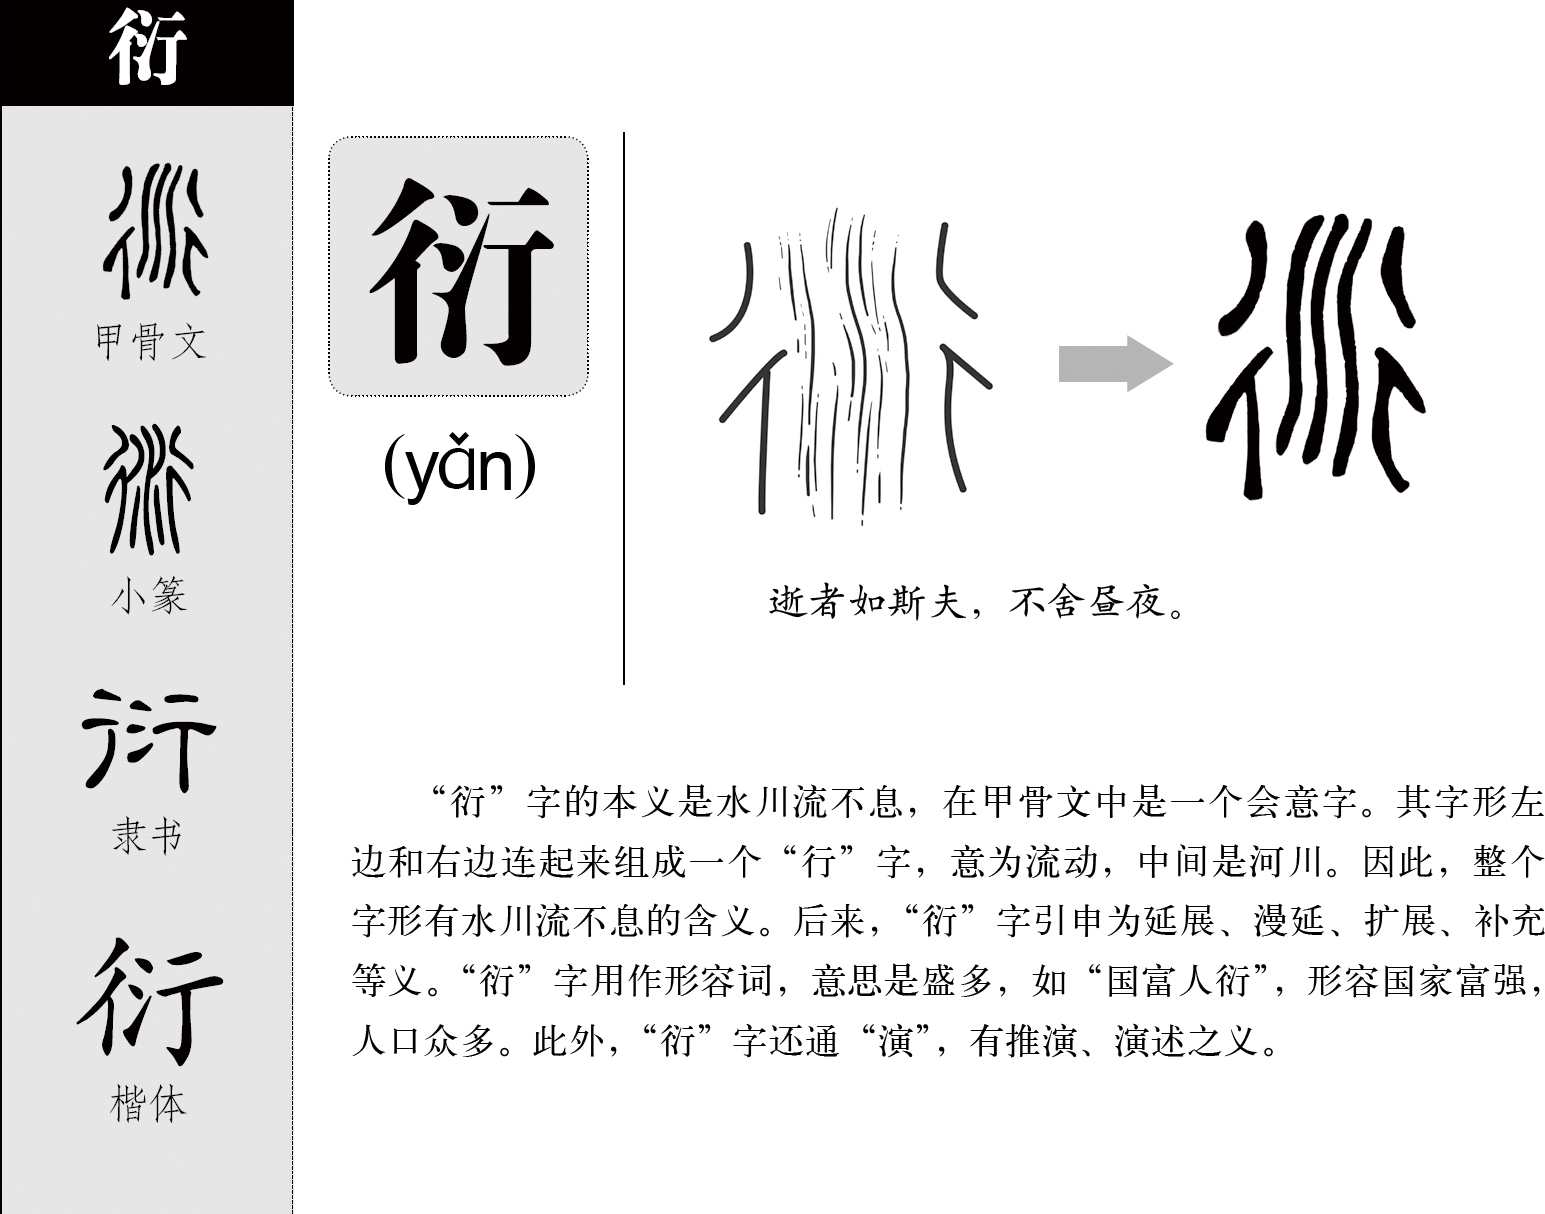 衍
甲骨文
小篆
隶书
楷体
衍
(yǎn)
逝者如斯夫，不舍昼夜。
“衍”字的本义是水川流不息，在甲骨文中是一个会意字。其字形左
边和右边连起来组成一个“行”字，意为流动，中间是河川。因此，整个
字形有水川流不息的含义。后来，“衍”字引申为延展、漫延、扩展、补充
等义。“衍”字用作形容词，意思是盛多，如“国富人衍”，形容国家富强，
人口众多。此外，“衍”字还通“演”，有推演、演述之义。